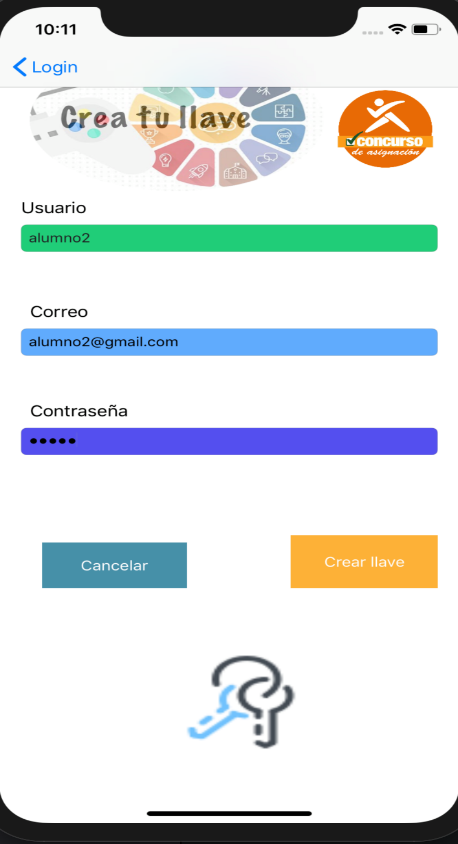 10:11
Login
Crea tu llave
concurso
de asignación
Usuario
alumno2
Correo
alumno2@gmail.com
Contraseña
•••••
Cancelar
Crear llave